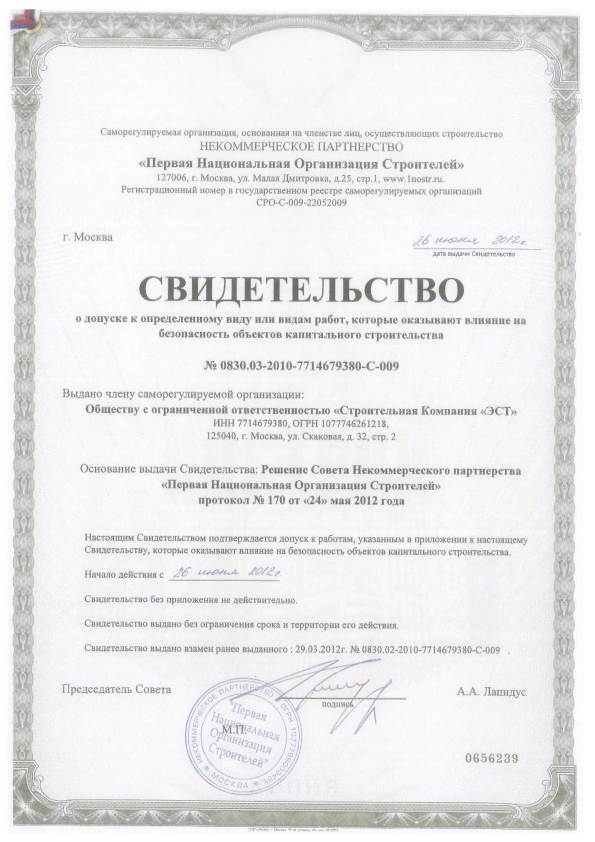 Саморегулируемая организация, основанная на членстве лиц, осуществляющих строительство
НЕКОММЕРЧЕСКОЕ ПАРТНЕРСТВО
«Первая Национальная Организация Строителей»
127006, г. Москва, ул. Малая Дмитровка, д.25, стр.1, www.1nostr.ru.
Регистрационный номер в государственном реестре саморегулируемых организаций
СРО-С-009-22052009
г. Москва
26 июня 2012г.
дата выдачи Свидетельства
СВИДЕТЕЛЬСТВО
о допуске к определенному виду или видам работ, которые оказывают влияние на
безопасность объектов капитального строительства
№ 0830.03-2010-7714679380-С-009
Выдано члену саморегулируемой организации:
Обществу с ограниченной ответственностью «Строительная Компания «ЭСТ»
ИНН 7714679380, ОГРН 1077746261218,
125040, г. Москва, ул. Скаковая, д. 32, стр. 2
Основание выдачи Свидетельства: Решение Совета Некоммерческого партнерства
«Первая Национальная Организация Строителей»
протокол № 170 от «24» мая 2012 года
Настоящим Свидетельством подтверждается допуск к работам, указанным в приложении к настоящему
Свидетельству, которые оказывают влияние на безопасность объектов капитального строительства.
Начало действия с 26 июня 2012г.
Свидетельство без приложения не действительно.
Свидетельство выдано без ограничения срока и территории его действия.
Свидетельство выдано взамен ранее выданного : 29.03.2012г. № 0830.02-2010-7714679380-С-009
Председатель Совета
А.А. Лапидус
подпись
М.П.
НЕКОММЕРЧЕСКОЕ ПАРТНЕРСТВО * ОГРН
* МОСКВА *
"Первая
Национальная
Организация
Строителей"
0656239